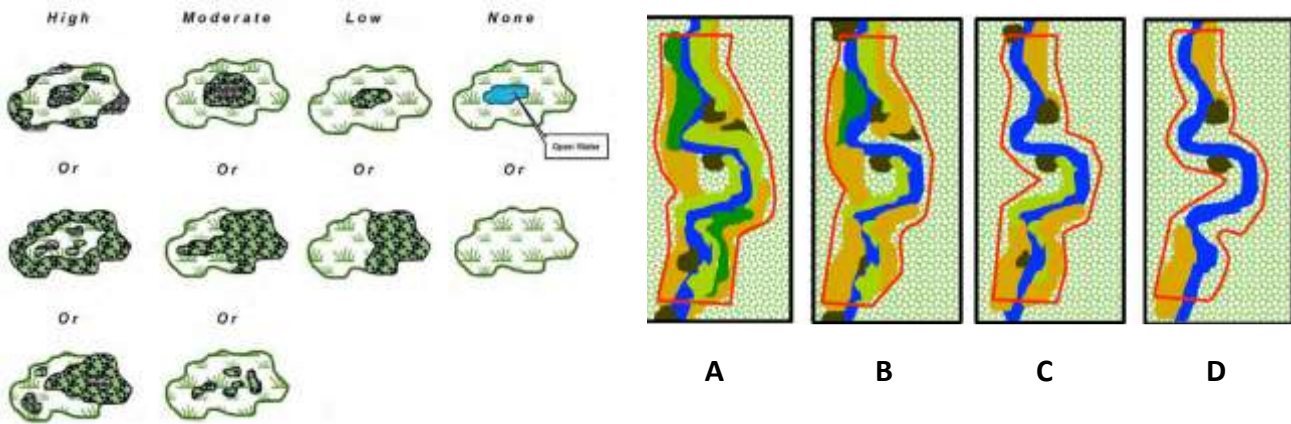 High Moderate Low None
Open Water
Or Or Or Or
Or Or
A B C D